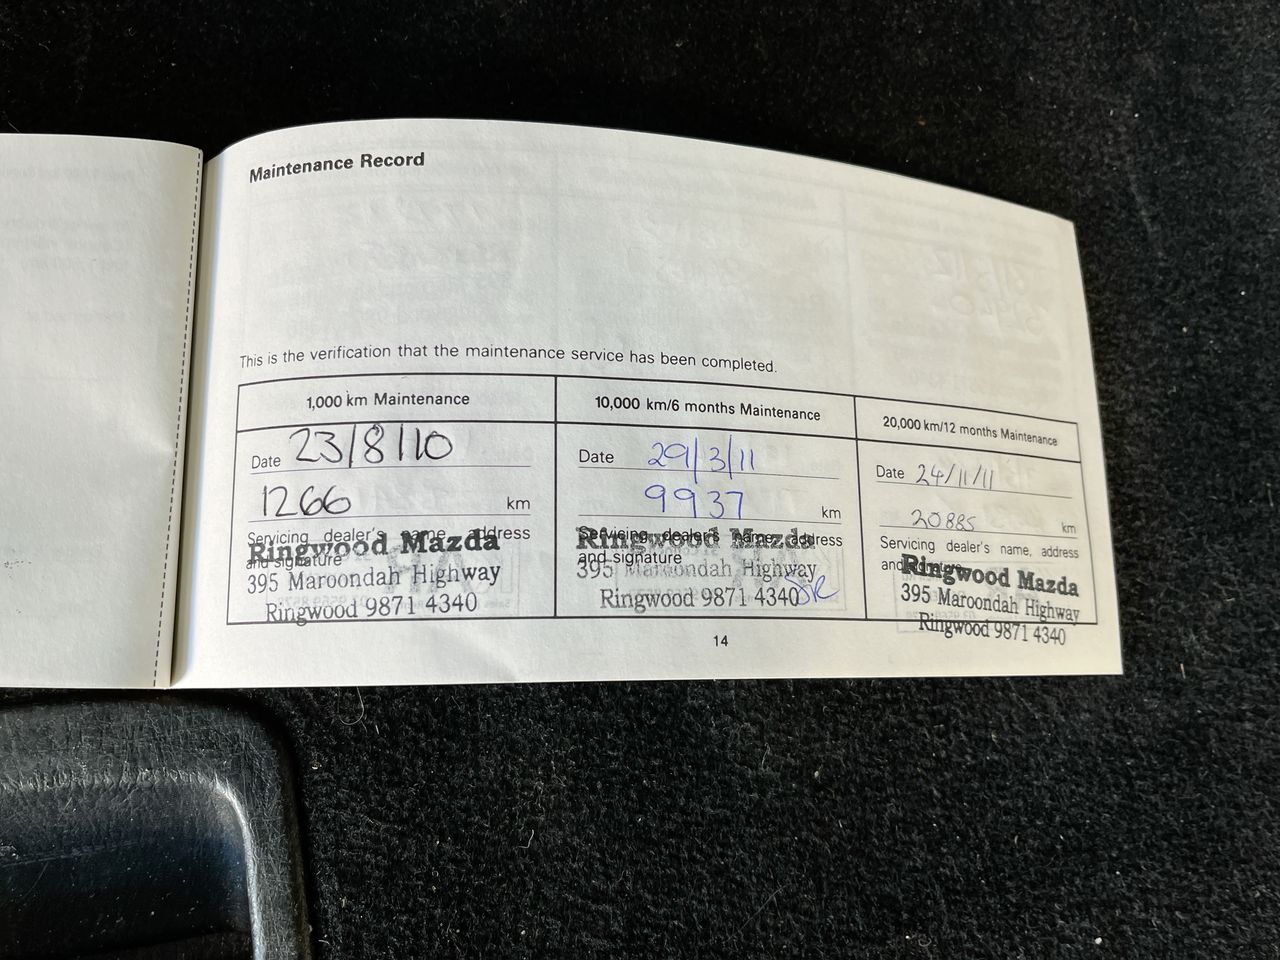 Maintenance Record
This is the verification that the maintenance service has been completed.
1,000 km Maintenance
Date 23/8/10
1266 km
Servicing dealer's name, address
and signature
Ringwood Mazda
395 Maroondah Highway
Ringwood 9871 4340
10,000 km/6 months Maintenance
Date 29/3/11
9937 km
Servicing dealer's name, address
and signature
Ringwood Mazda
395 Maroondah Highway
Ringwood 9871 4340
20,000 km/12 months Maintenance
Date 24/11/11
20885 km
Servicing dealer's name, address
and signature
Ringwood Mazda
395 Maroondah Highway
Ringwood 9871 4340
14